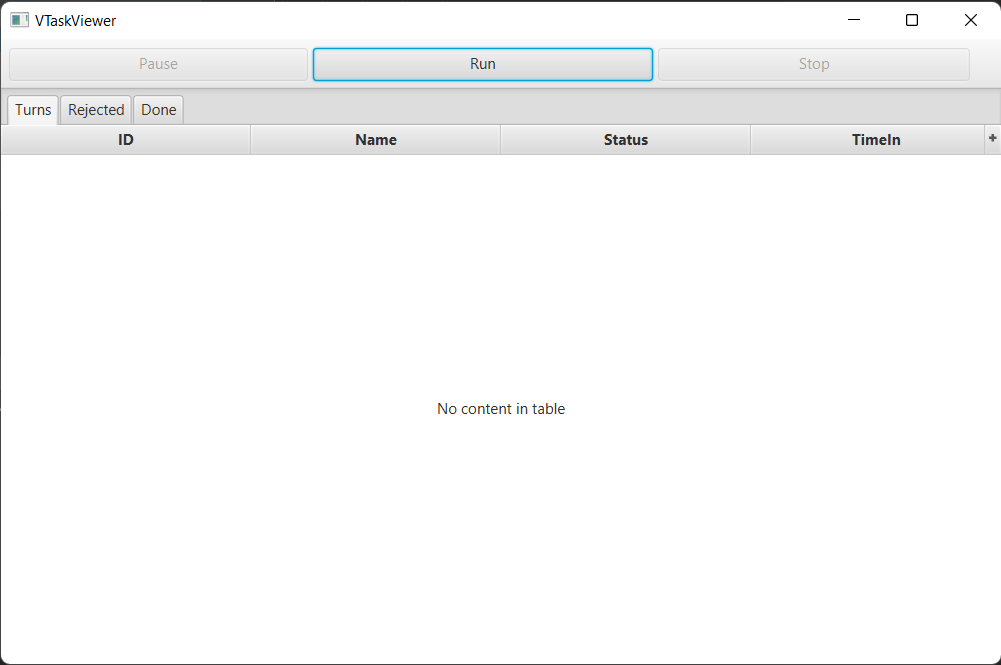 VTaskViewer
Pause Run Stop
Turns Rejected Done
ID Name Status TimeIn +
No content in table